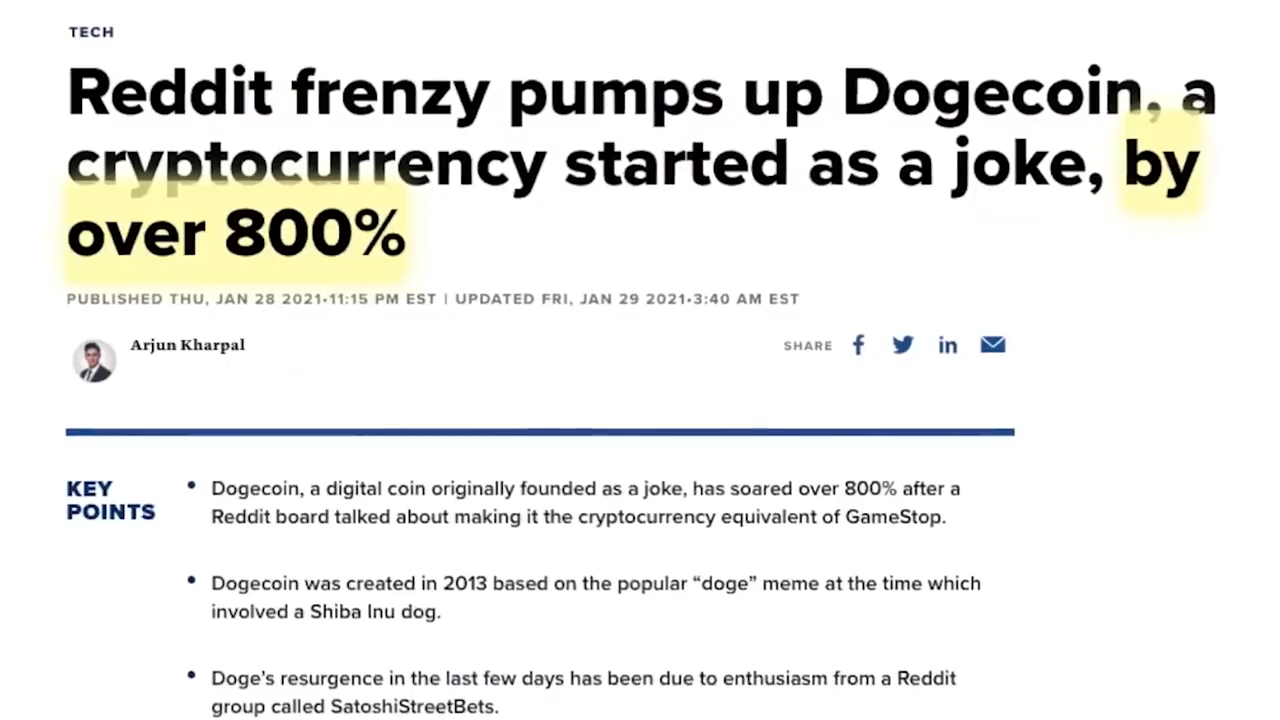 TECH
Reddit frenzy pumps up Dogecoin, a
cryptocurrency started as a joke, by
over 800%
PUBLISHED THU, JAN 28 2021•11:15 PM EST | UPDATED FRI, JAN 29 2021•3:40 AM EST
Arjun Kharpal
SHARE
KEY
POINTS
• Dogecoin, a digital coin originally founded as a joke, has soared over 800% after a
Reddit board talked about making it the cryptocurrency equivalent of GameStop.
• Dogecoin was created in 2013 based on the popular “doge” meme at the time which
involved a Shiba Inu dog.
• Doge’s resurgence in the last few days has been due to enthusiasm from a Reddit
group called SatoshiStreetBets.